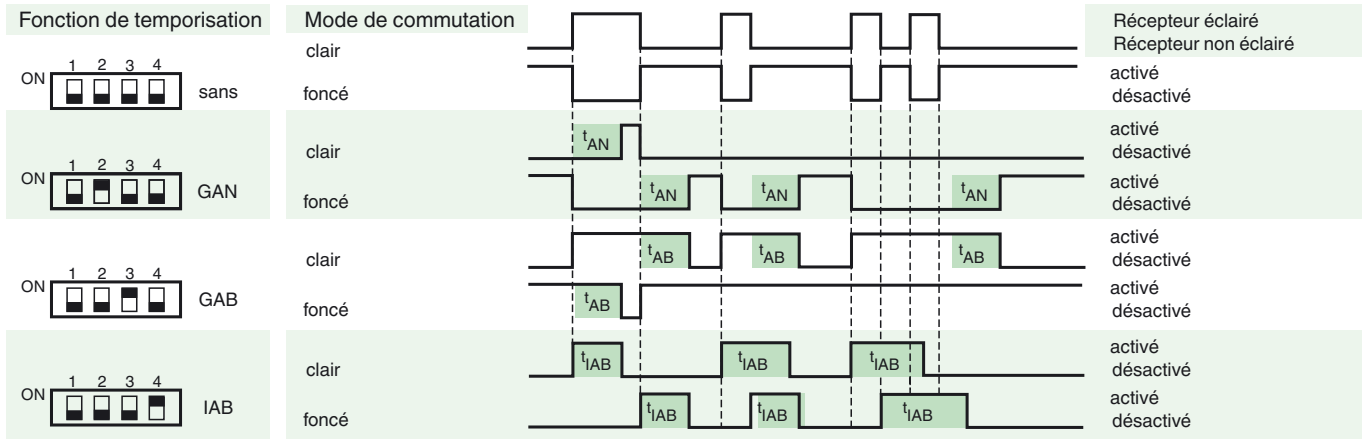 Fonction de temporisation
Mode de commutation
clair
Récepteur éclairé
Récepteur non éclairé
1 2 3 4
ON
sans
foncé
activé
désactivé
1 2 3 4
ON
GAN
clair
tAN
activé
désactivé
foncé
tAN
tAN
tAN
activé
désactivé
1 2 3 4
ON
GAB
clair
tAB
tAB
tAB
activé
désactivé
foncé
tAB
activé
désactivé
1 2 3 4
ON
IAB
clair
tIAB
tIAB
tIAB
activé
désactivé
foncé
tIAB
tIAB
tIAB
activé
désactivé